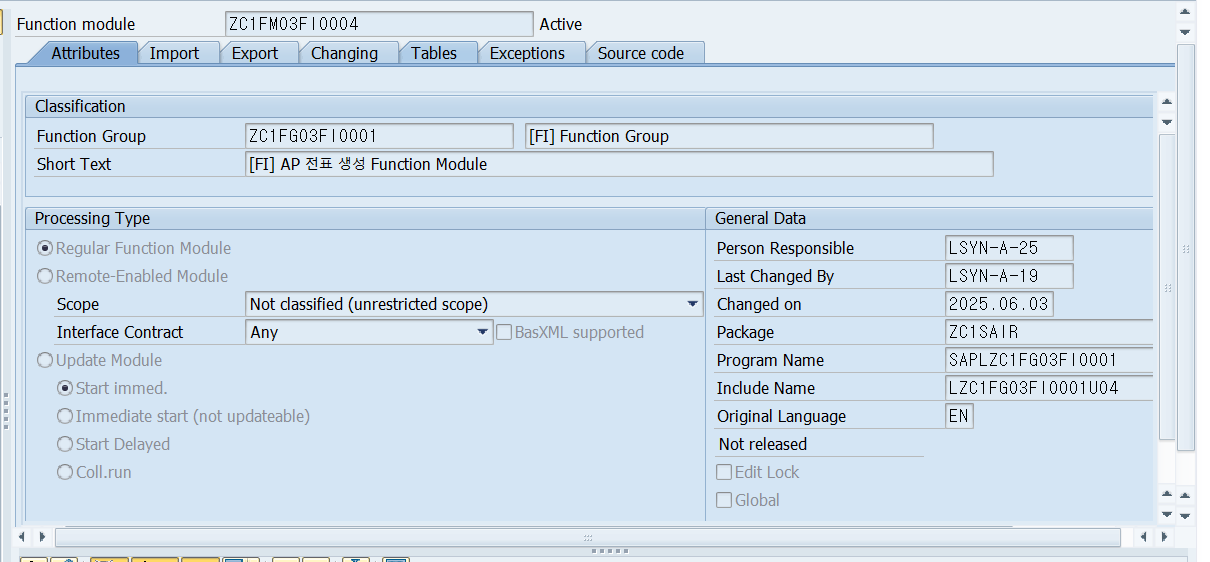 Function module ZC1FM03FI0004 Active
Attributes Import Export Changing Tables Exceptions Source code
Classification
Function Group ZC1FG03FI0001 [FI] Function Group
Short Text [FI] AP 전표 생성 Function Module
Processing Type
Regular Function Module
Remote-Enabled Module
Scope Not classified (unrestricted scope)
Interface Contract Any BasXML supported
Update Module
Start immed.
Immediate start (not updateable)
Start Delayed
Coll.run
General Data
Person Responsible LSYN-A-25
Last Changed By LSYN-A-19
Changed on 2025.06.03
Package ZC1SAIR
Program Name SAPLZC1FG03FI0001
Include Name LZC1FG03FI0001U04
Original Language EN
Not released
Edit Lock
Global